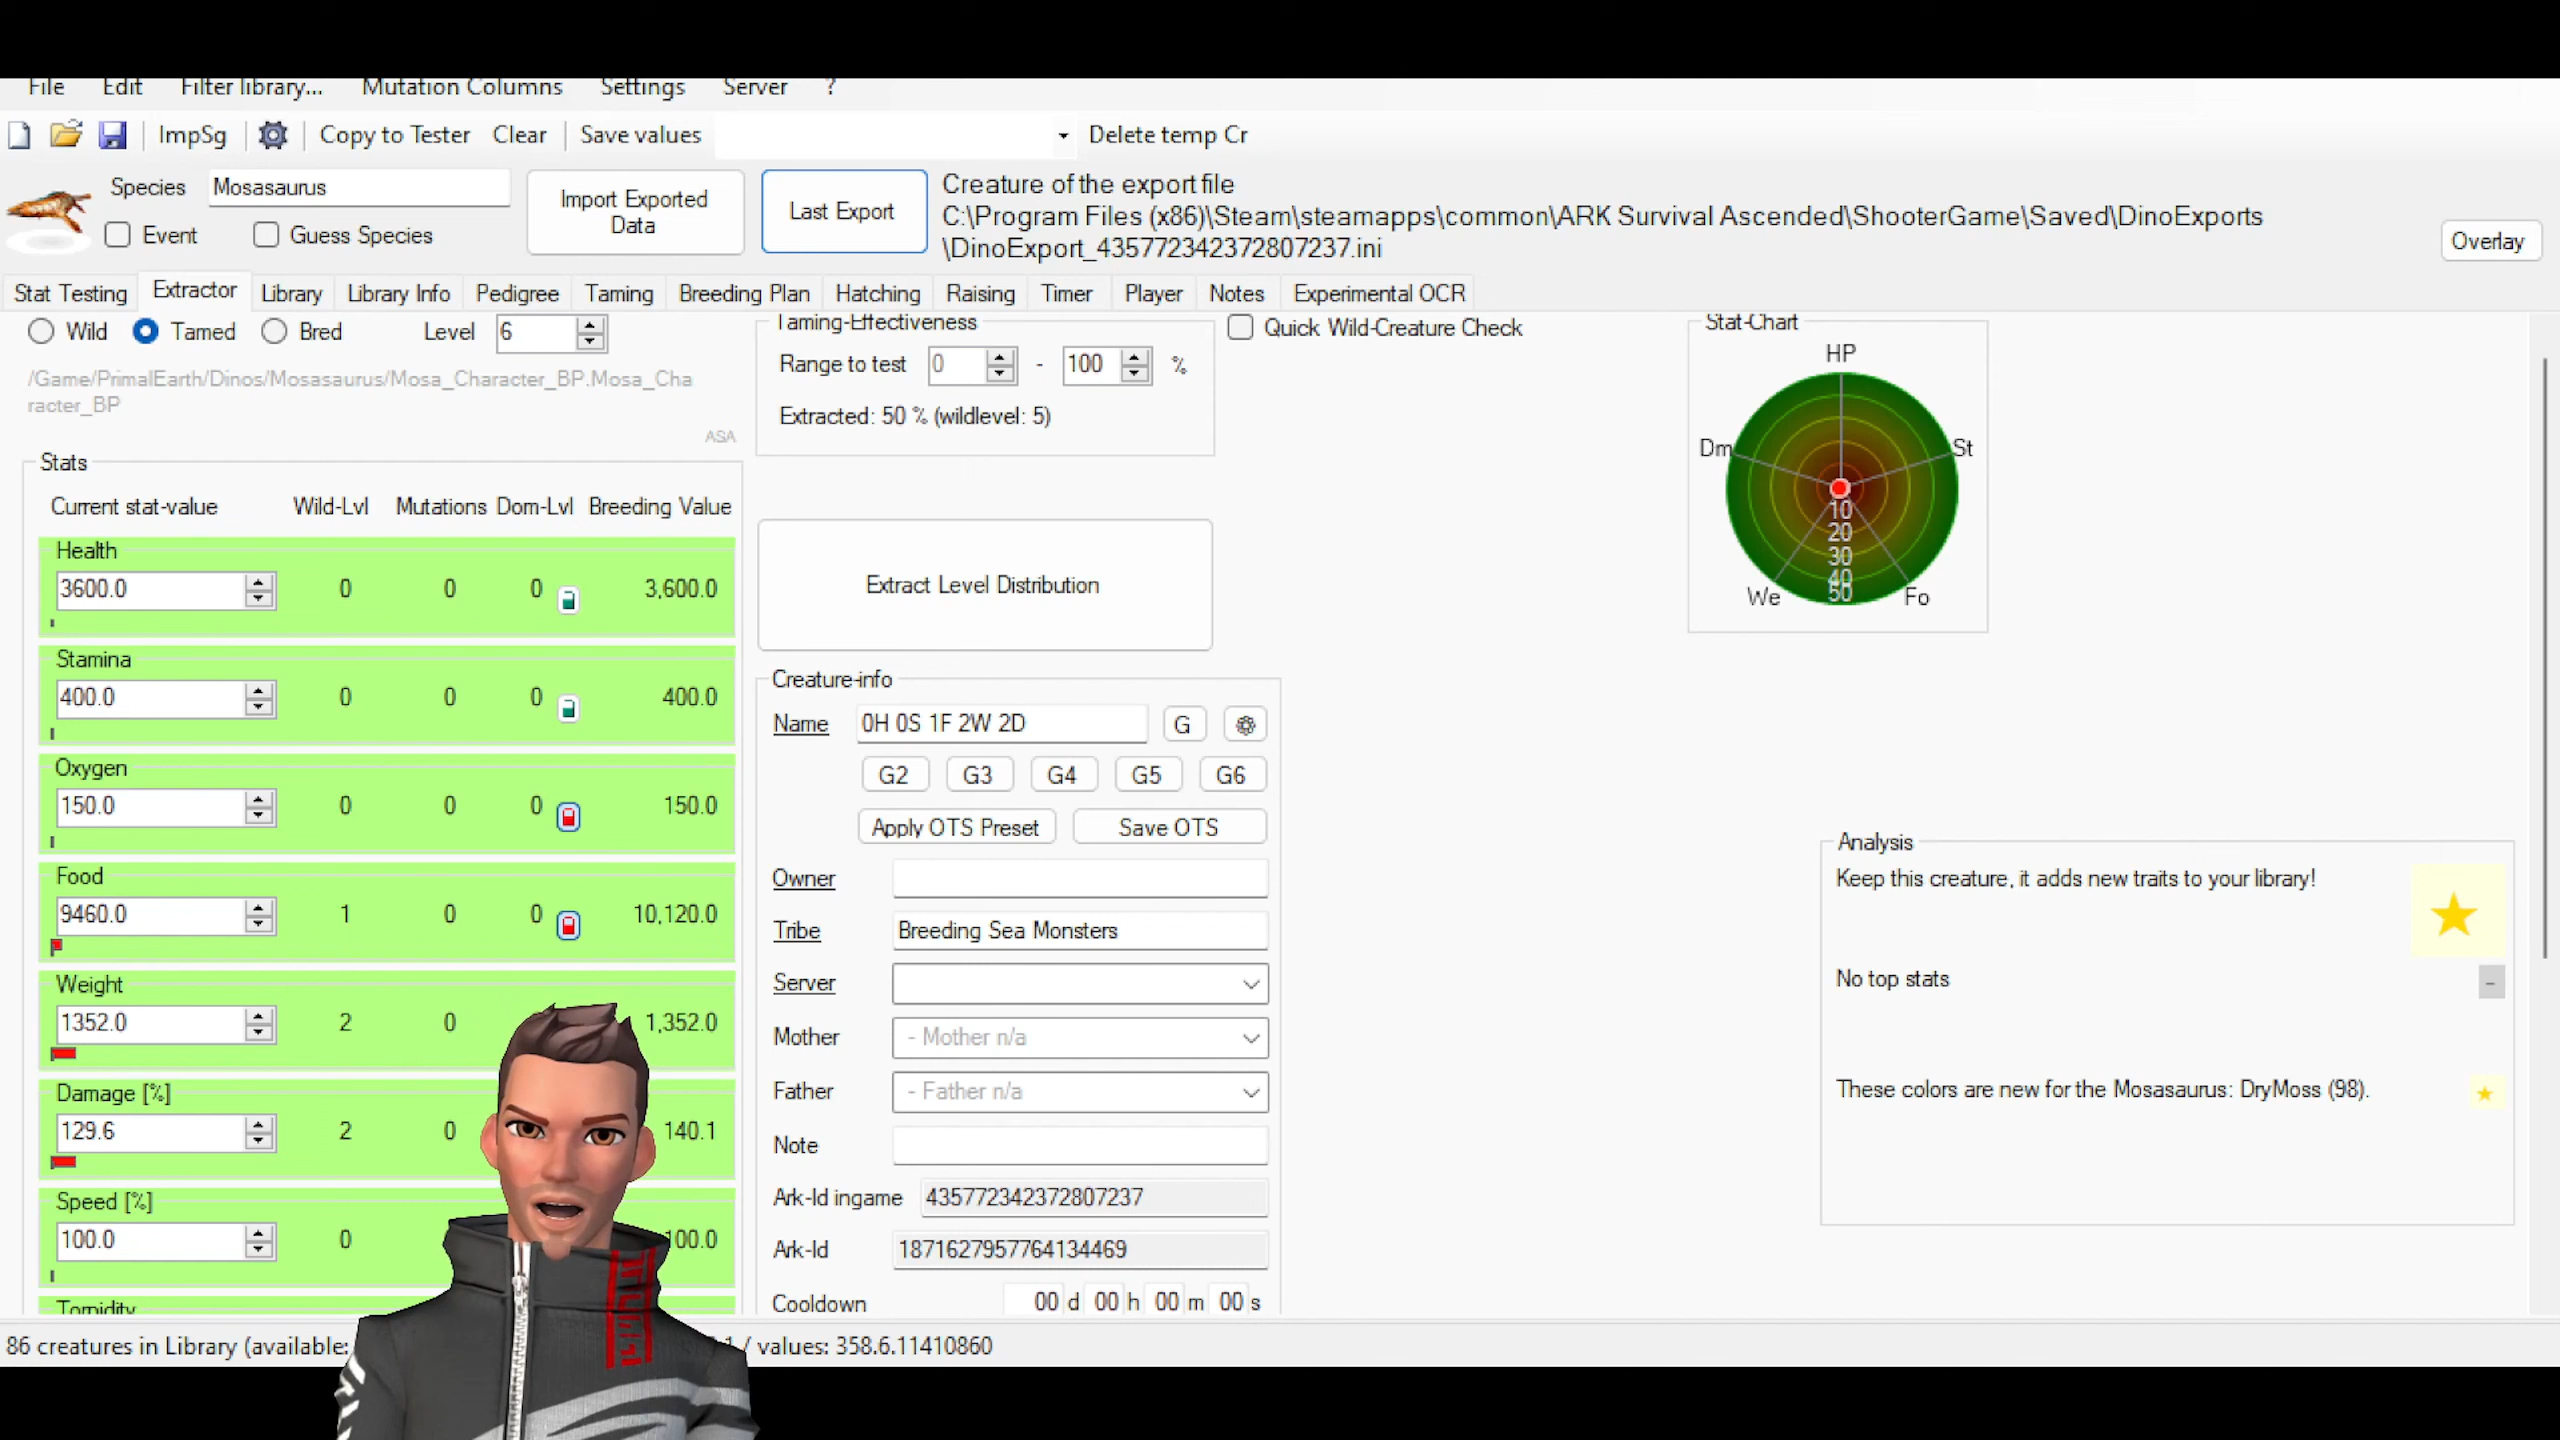 File Edit Filter library... Mutation Columns Settings Server ?
ImpSg Copy to Tester Clear Save values Delete temp Cr
Species Mosasaurus
Event Guess Species
Import Exported
Data
Last Export
Creature of the export file
C:\Program Files (x86)\Steam\steamapps\common\ARK Survival Ascended\ShooterGame\Saved\DinoExports
\DinoExport_435772342372807237.ini
Overlay
Stat Testing Extractor Library Library Info Pedigree Taming Breeding Plan Hatching Raising Timer Player Notes Experimental OCR
Wild Tamed Bred Level 6
/Game/PrimalEarth/Dinos/Mosasaurus/Mosa_Character_BP.Mosa_Cha
racter_BP
ASA
Stats
Current stat-value Wild-Lvl Mutations Dom-Lvl Breeding Value
Health
3600.0 0 0 0 3,600.0
Stamina
400.0 0 0 0 400.0
Oxygen
150.0 0 0 0 150.0
Food
9460.0 1 0 0 10,120.0
Weight
1352.0 2 0 1,352.0
Damage [%]
129.6 2 0 140.1
Speed [%]
100.0 0 100.0
Torpidity
Taming-Effectiveness
Range to test 0 - 100 %
Extracted: 50 % (wildlevel: 5)
Quick Wild-Creature Check
Extract Level Distribution
Creature-info
Name 0H 0S 1F 2W 2D G
G2 G3 G4 G5 G6
Apply OTS Preset Save OTS
Owner
Tribe Breeding Sea Monsters
Server
Mother - Mother n/a
Father - Father n/a
Note
Ark-Id ingame 435772342372807237
Ark-Id 1871627957764134469
Cooldown 00 d 00 h 00 m 00 s
Stat-Chart
HP
Dm St
10
20
30
40
50
We Fo
Analysis
Keep this creature, it adds new traits to your library!
No top stats
-
These colors are new for the Mosasaurus: DryMoss (98).
86 creatures in Library (available: / values: 358.6.11410860